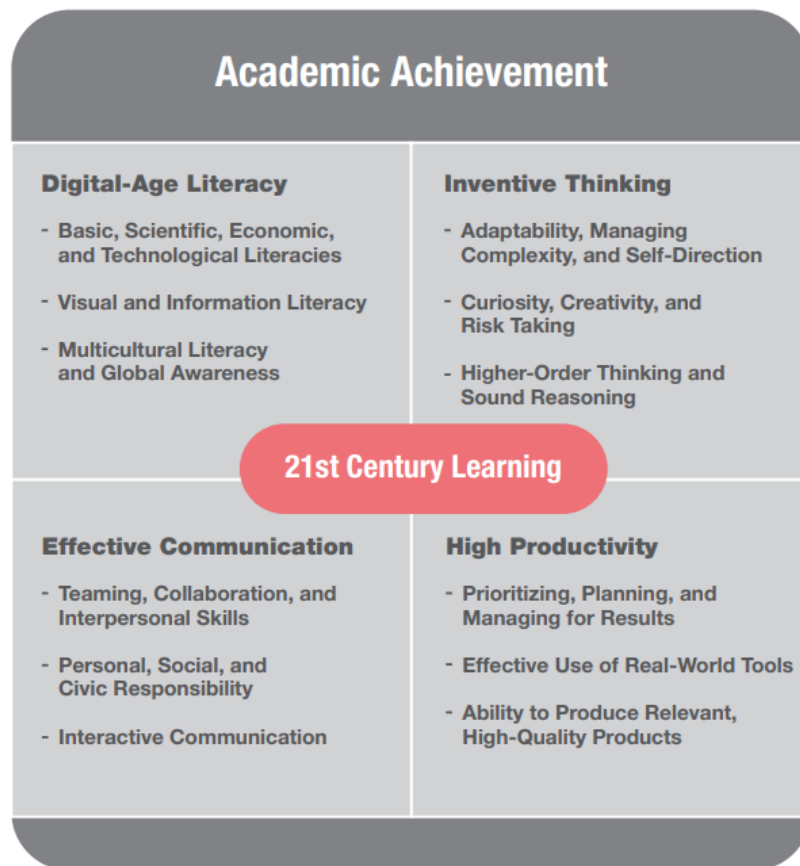 Academic Achievement
Digital-Age Literacy
- Basic, Scientific, Economic,
and Technological Literacies
- Visual and Information Literacy
- Multicultural Literacy
and Global Awareness
Inventive Thinking
- Adaptability, Managing
Complexity, and Self-Direction
- Curiosity, Creativity, and
Risk Taking
- Higher-Order Thinking and
Sound Reasoning
21st Century Learning
Effective Communication
- Teaming, Collaboration, and
Interpersonal Skills
- Personal, Social, and
Civic Responsibility
- Interactive Communication
High Productivity
- Prioritizing, Planning, and
Managing for Results
- Effective Use of Real-World Tools
- Ability to Produce Relevant,
High-Quality Products